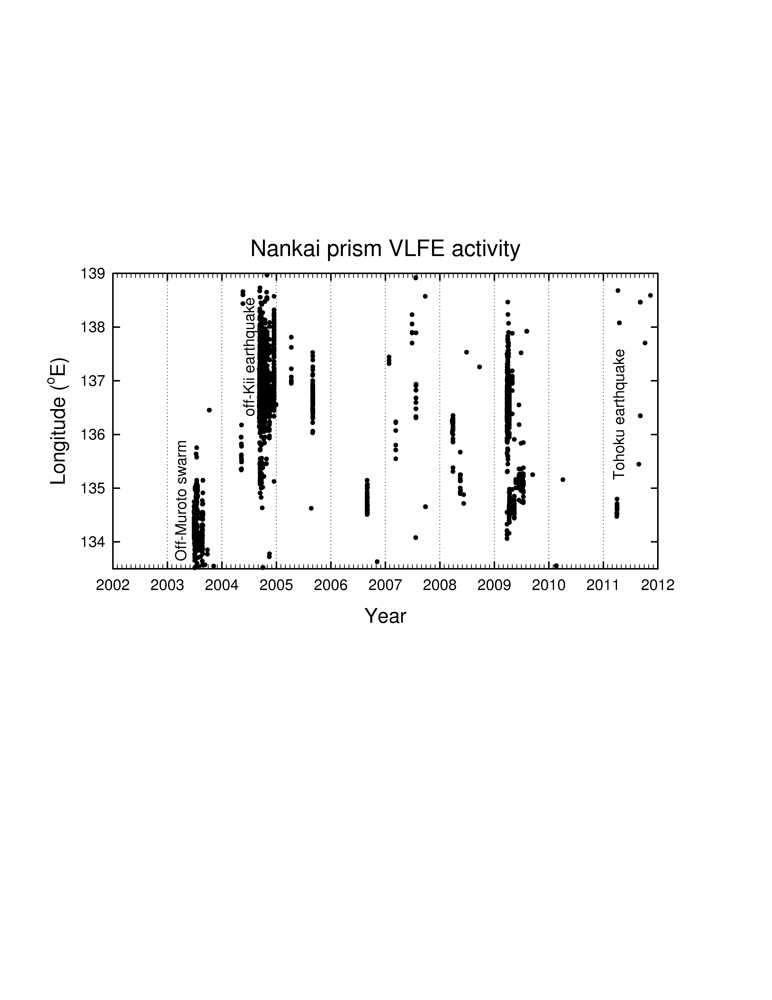 Nankai prism VLFE activity
139
138
137
136
135
134
Longitude (°E)
Off-Muroto swarm
off-Kii earthquake
Tohoku earthquake
2002 2003 2004 2005 2006 2007 2008 2009 2010 2011 2012
Year